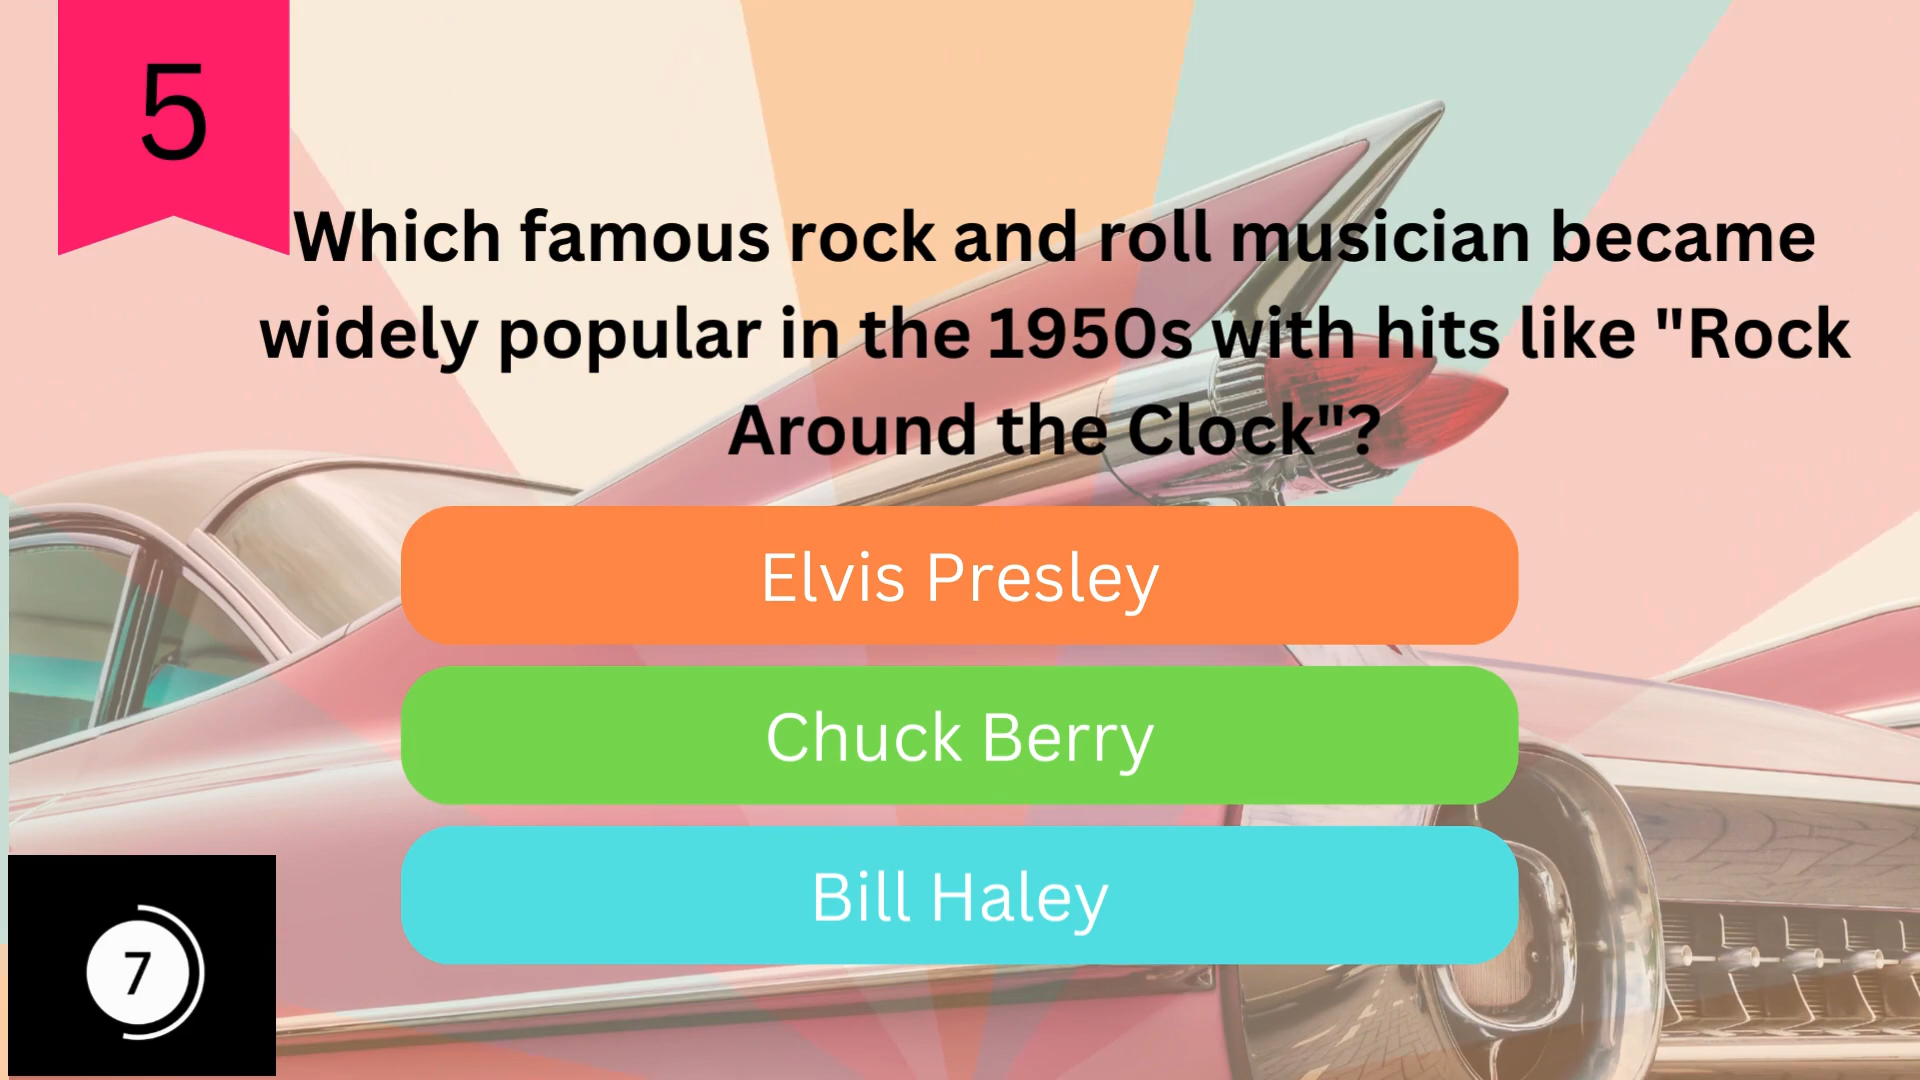 5
Which famous rock and roll musician became
widely popular in the 1950s with hits like "Rock
Around the Clock"?
Elvis Presley
Chuck Berry
Bill Haley
7